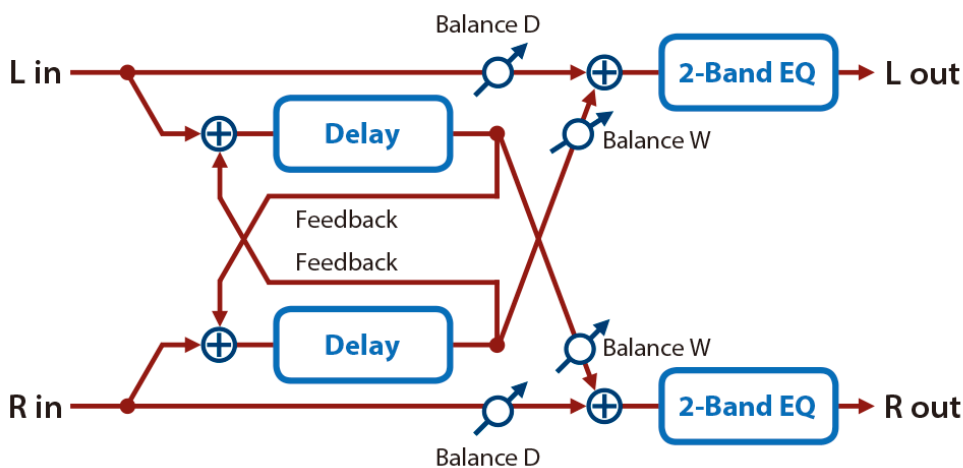 Balance D
L in
2-Band EQ
L out
Delay
Balance W
Feedback
Feedback
Delay
Balance W
R in
2-Band EQ
R out
Balance D